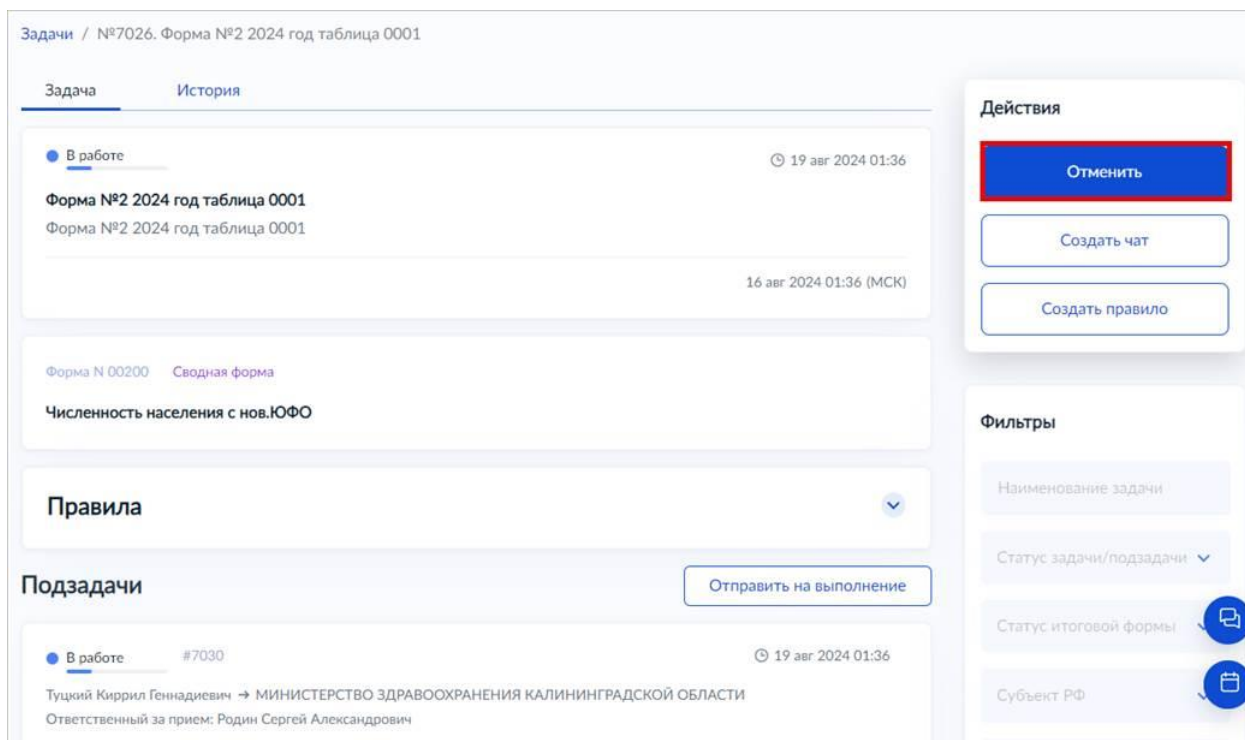 Задачи / №7026. Форма №2 2024 год таблица 0001
Задача История
В работе 19 авг 2024 01:36
Форма №2 2024 год таблица 0001
Форма №2 2024 год таблица 0001
16 авг 2024 01:36 (МСК)
Форма N 00200 Сводная форма
Численность населения с нов.ЮФО
Правила
Подзадачи Отправить на выполнение
В работе #7030 19 авг 2024 01:36
Туцкий Киррил Геннадиевич → МИНИСТЕРСТВО ЗДРАВООХРАНЕНИЯ КАЛИНИНГРАДСКОЙ ОБЛАСТИ
Ответственный за прием: Родин Сергей Александрович
Действия
Отменить
Создать чат
Создать правило
Фильтры
Наименование задачи
Статус задачи/подзадачи
Статус итоговой формы
Субъект РФ